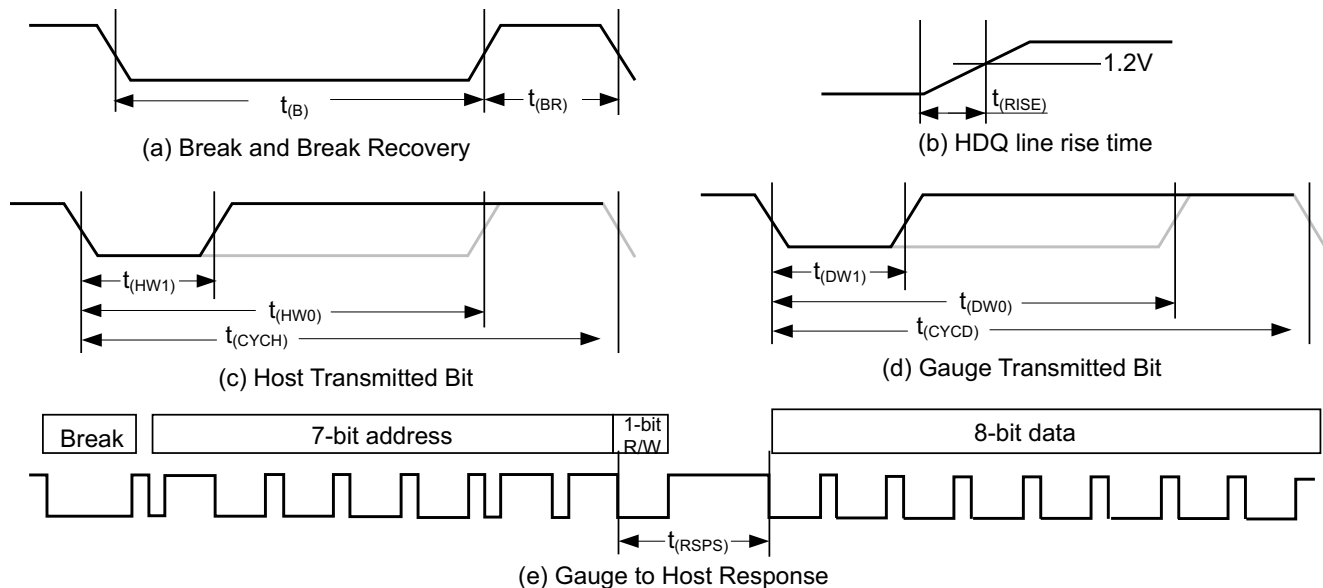 t(B)
t(BR)
(a) Break and Break Recovery
1.2V
t(RISE)
(b) HDQ line rise time
t(HW1)
t(HW0)
t(CYCH)
(c) Host Transmitted Bit
t(DW1)
t(DW0)
t(CYCD)
(d) Gauge Transmitted Bit
Break
7-bit address
1-bit
R/W
8-bit data
t(RSPS)
(e) Gauge to Host Response